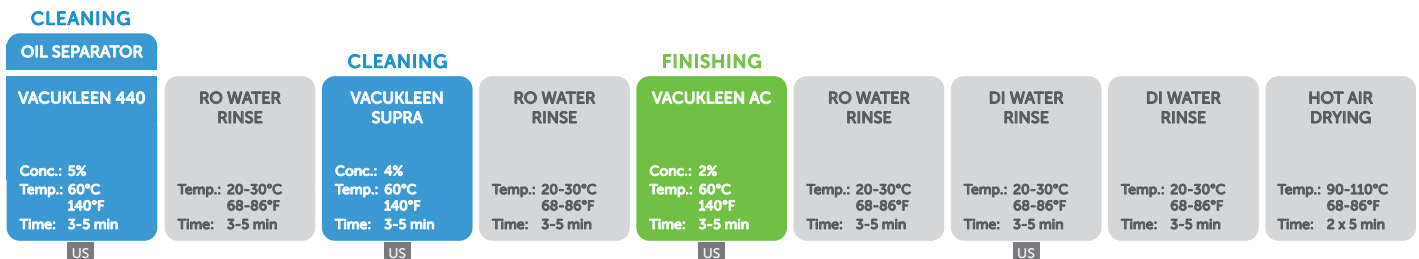 CLEANING
OIL SEPARATOR
VACUKLEEN 440
Conc.: 5%
Temp.: 60°C
140°F
Time: 3-5 min
US
RO WATER
RINSE
Temp.: 20-30°C
68-86°F
Time: 3-5 min
CLEANING
VACUKLEEN
SUPRA
Conc.: 4%
Temp.: 60°C
140°F
Time: 3-5 min
US
RO WATER
RINSE
Temp.: 20-30°C
68-86°F
Time: 3-5 min
FINISHING
VACUKLEEN AC
Conc.: 2%
Temp.: 60°C
140°F
Time: 3-5 min
US
RO WATER
RINSE
Temp.: 20-30°C
68-86°F
Time: 3-5 min
DI WATER
RINSE
Temp.: 20-30°C
68-86°F
Time: 3-5 min
US
DI WATER
RINSE
Temp.: 20-30°C
68-86°F
Time: 3-5 min
HOT AIR
DRYING
Temp.: 90-110°C
68-86°F
Time: 2 x 5 min